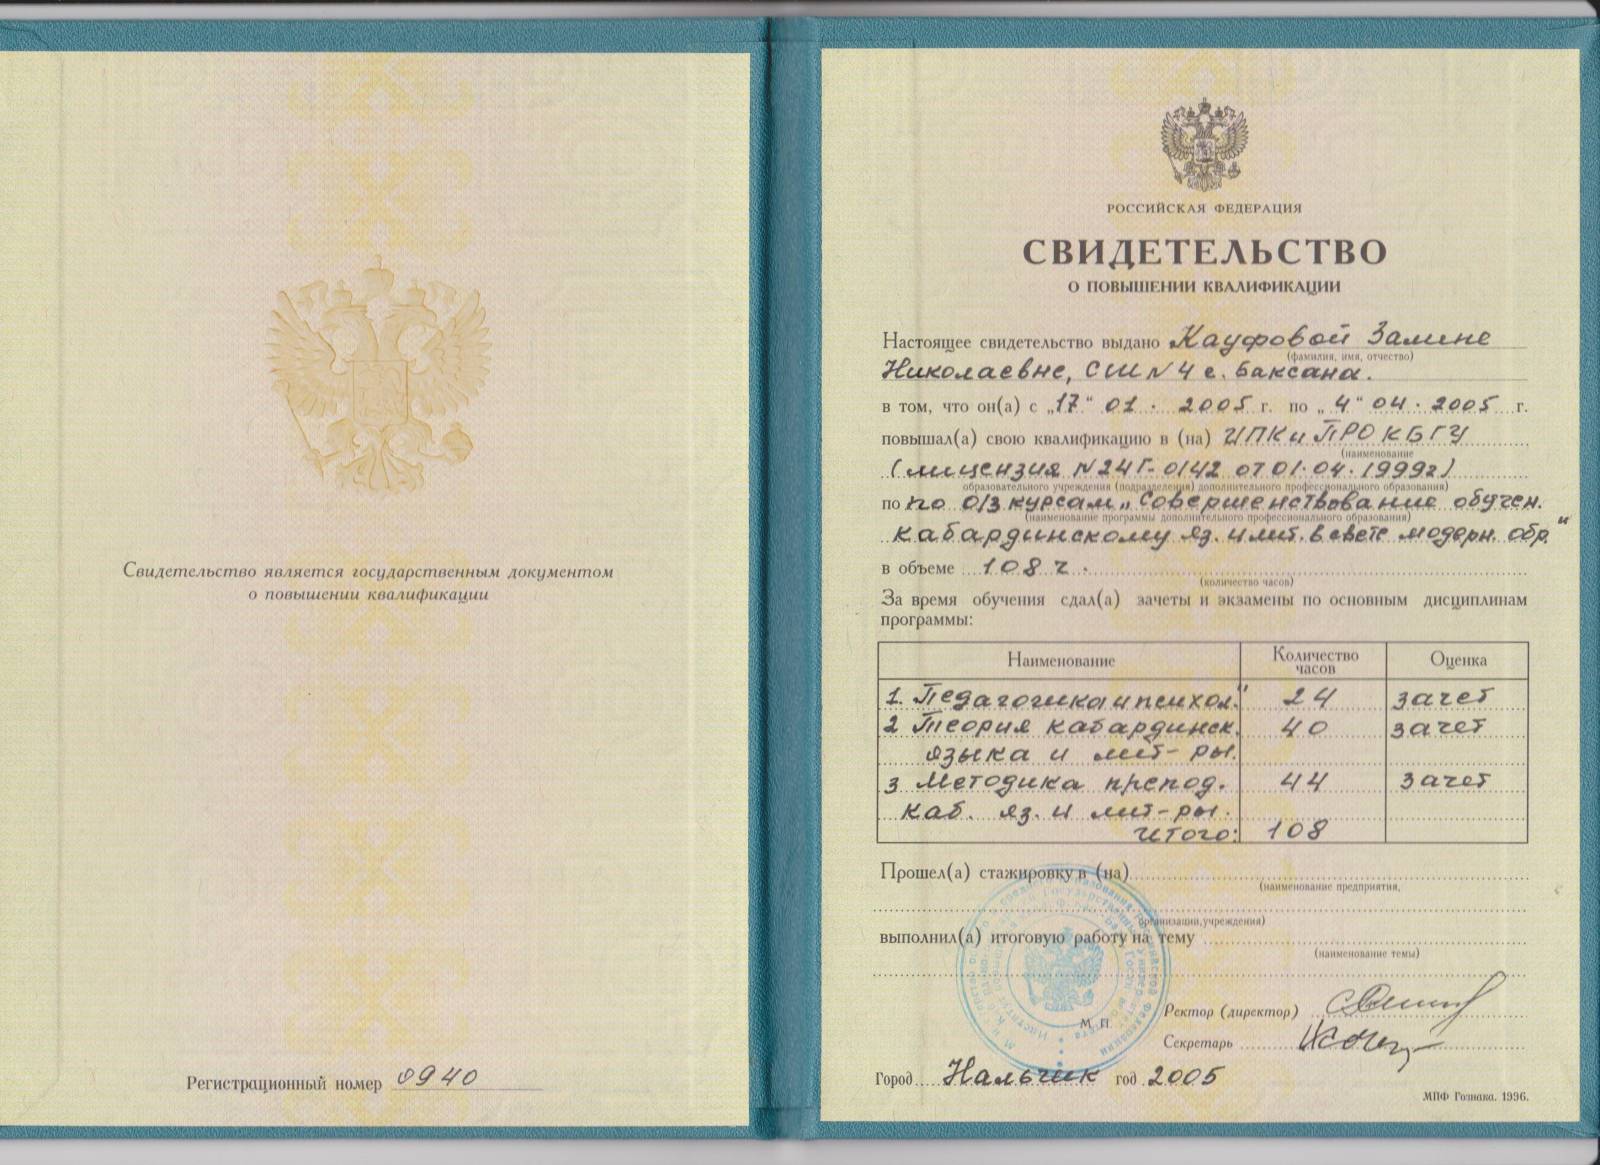 Свидетельство является государственным документом
о повышении квалификации
Регистрационный номер 0940
РОССИЙСКАЯ ФЕДЕРАЦИЯ
СВИДЕТЕЛЬСТВО
О ПОВЫШЕНИИ КВАЛИФИКАЦИИ
Настоящее свидетельство выдано Кауфовой Залине
(фамилия, имя, отчество)
Николаевне, СШ N 4 г. Баксана.
в том, что он(а) с „17“ 01 . 2005 г. по „4“ 04 . 2005 г.
повышал(а) свою квалификацию в (на) ИПК и ПРО КБГУ
(наименование
(лицензия N 24Г-0142 от 01.04.1999г)
образовательного учреждения (подразделения) дополнительного профессионального образования)
по по о/з курсам „Совершенствование обучен.
(наименование программы дополнительного профессионального образования)
кабардинскому яз. и лит. в свете модерн. обр."
в объеме 108 ч.
(количество часов)
За время обучения сдал(а) зачеты и экзамены по основным дисциплинам
программы:
Наименование Количество часов Оценка
1. Педагогика и психол." 24 зачет
2 Теория кабардинск. 40 зачет
языка и лит-ры.
3 Методика препод. 44 зачет
каб. яз. и лит-ры.
Итого: 108
Прошел(а) стажировку в (на)
(наименование предприятия,
организации, учреждения)
выполнил(а) итоговую работу на тему
(наименование темы)
М. П.
Ректор (директор)
Секретарь
Город Нальчик год 2005
МПФ Гознака. 1996.